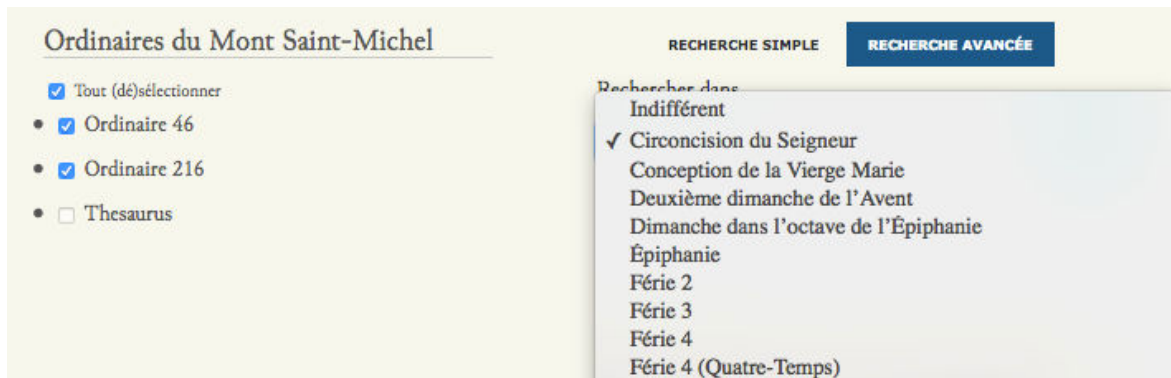 Ordinaires du Mont Saint-Michel
Tout (dé)sélectionner
Ordinaire 46
Ordinaire 216
Thesaurus
RECHERCHE SIMPLE RECHERCHE AVANCÉE
Rechercher dans
Indifférent
✓ Circoncision du Seigneur
Conception de la Vierge Marie
Deuxième dimanche de l'Avent
Dimanche dans l'octave de l'Épiphanie
Épiphanie
Férie 2
Férie 3
Férie 4
Férie 4 (Quatre-Temps)